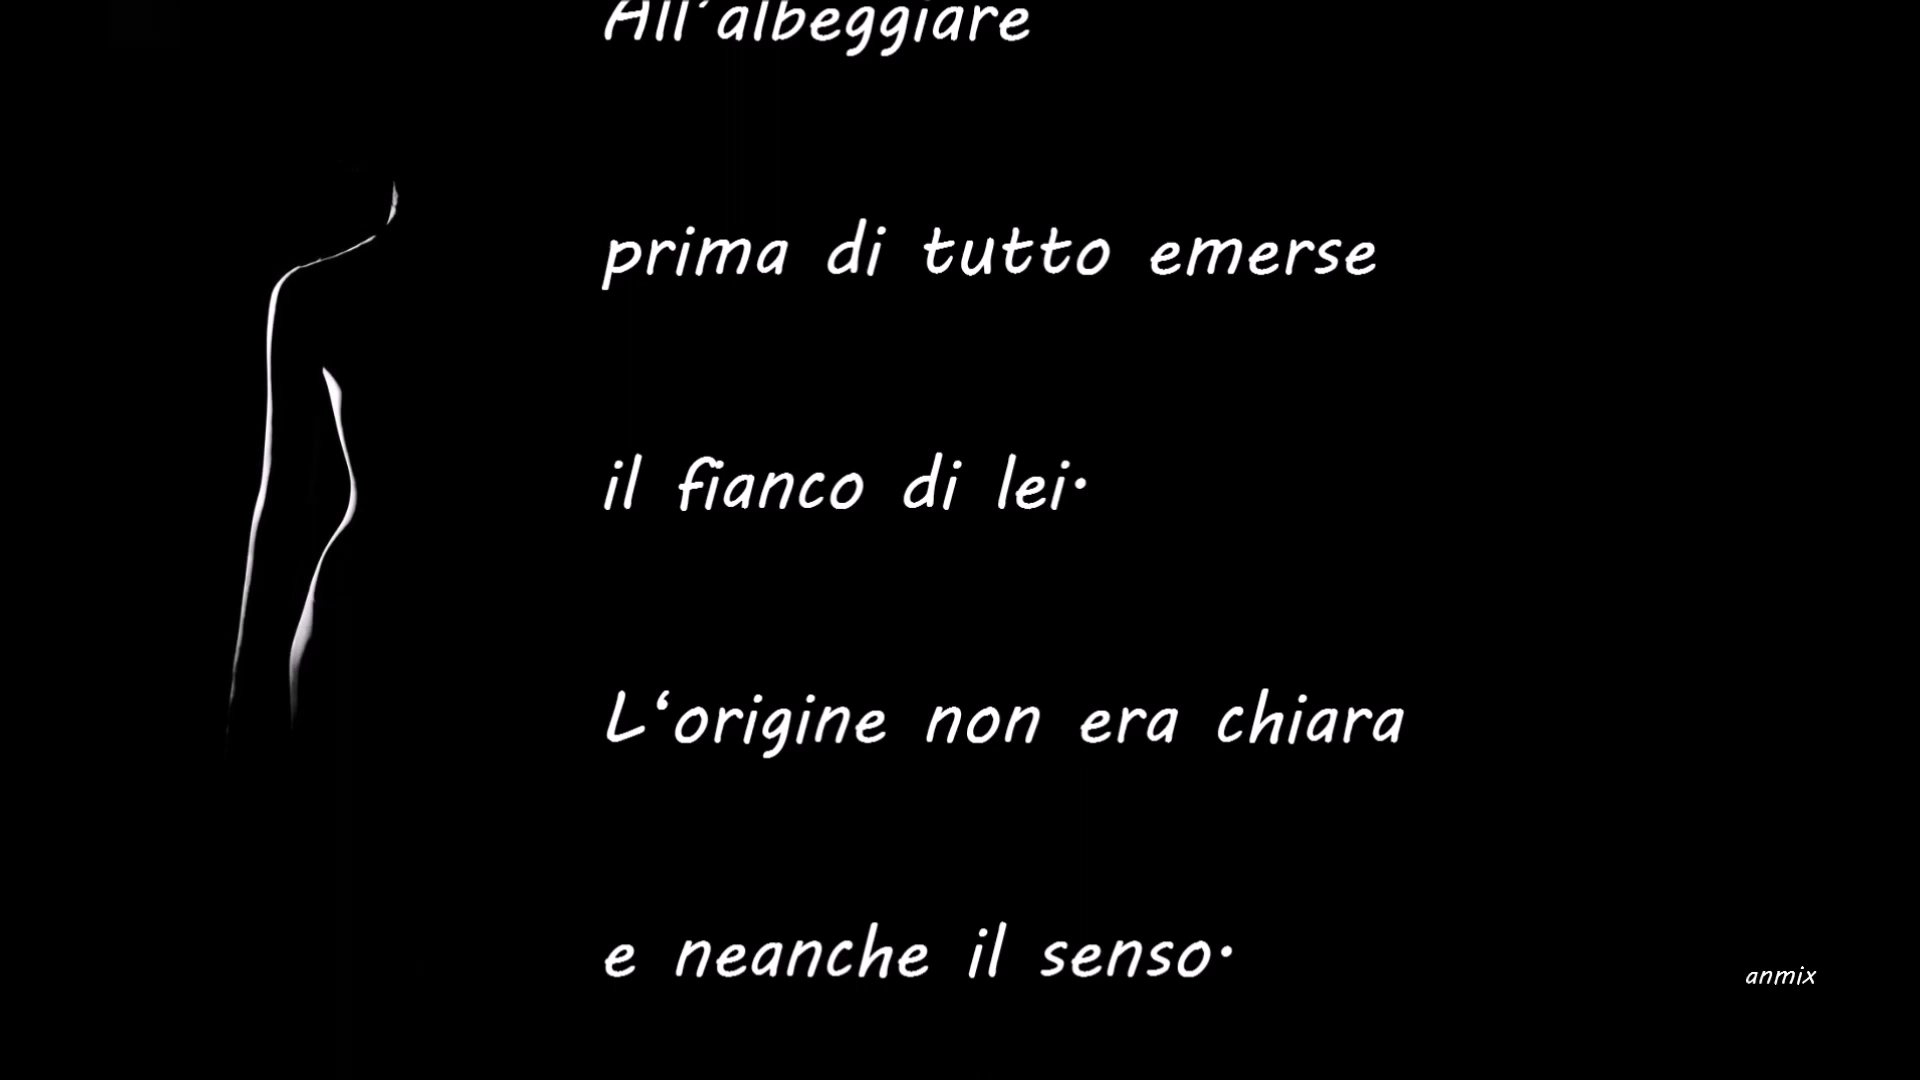 All'albeggiare
prima di tutto emerse
il fianco di lei.
L‘origine non era chiara
e neanche il senso.
anmix